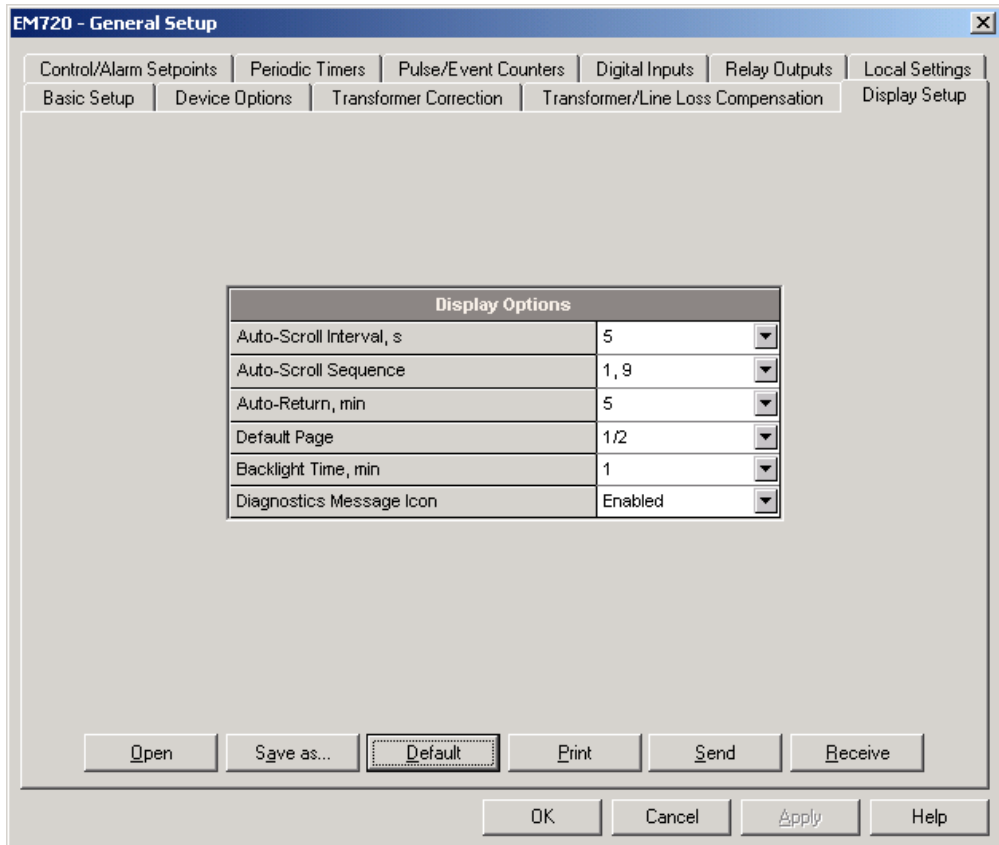 EM720 - General Setup
Control/Alarm Setpoints Periodic Timers Pulse/Event Counters Digital Inputs Relay Outputs Local Settings
Basic Setup Device Options Transformer Correction Transformer/Line Loss Compensation Display Setup
Display Options
Auto-Scroll Interval, s 5
Auto-Scroll Sequence 1, 9
Auto-Return, min 5
Default Page 1/2
Backlight Time, min 1
Diagnostics Message Icon Enabled
Open Save as... Default Print Send Receive
OK Cancel Apply Help